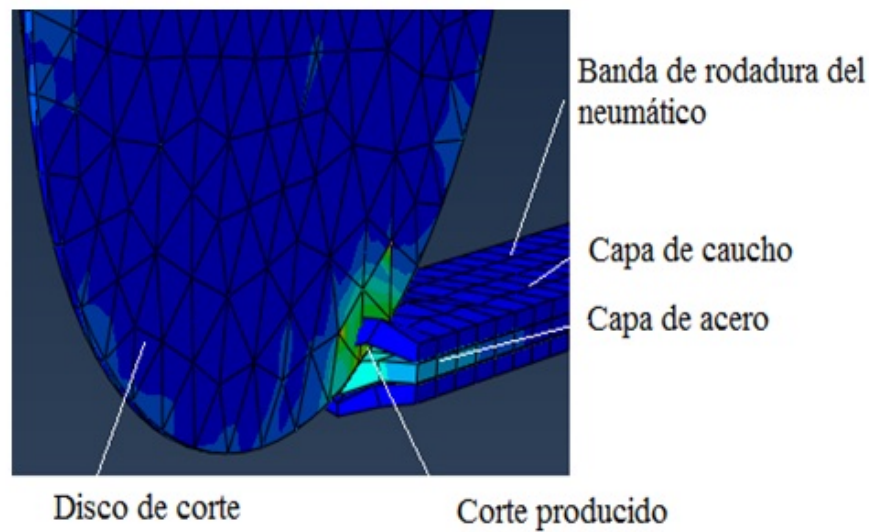 Banda de rodadura del
neumático
Capa de caucho
Capa de acero
Disco de corte
Corte producido